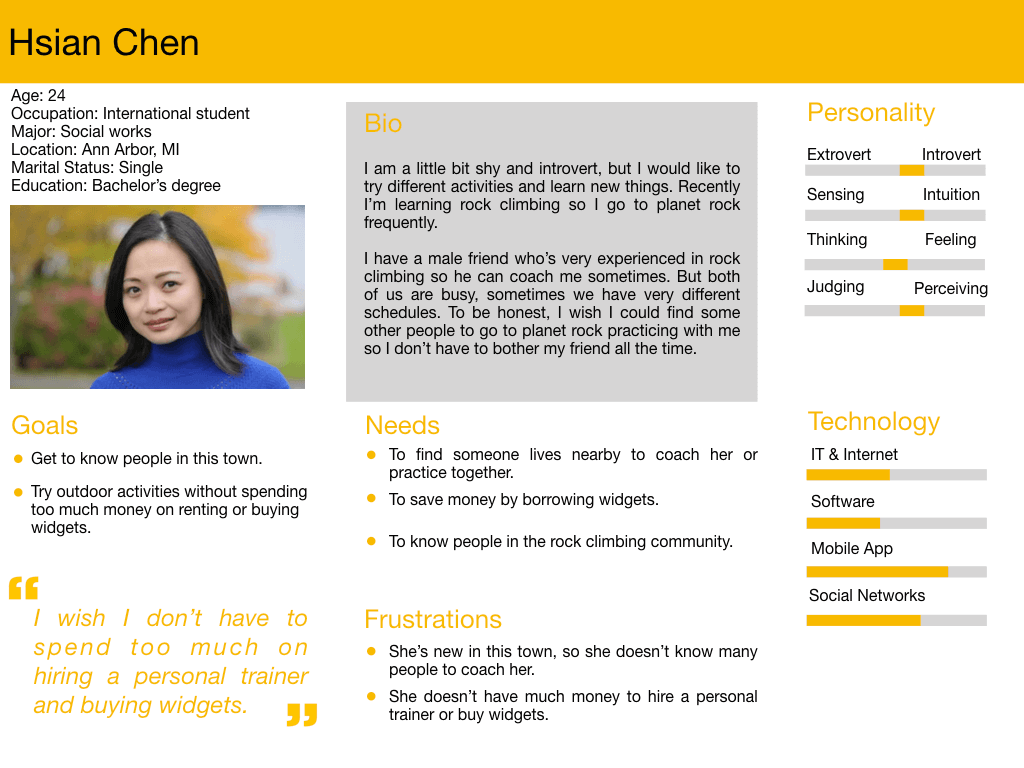 Hsian Chen
Age: 24
Occupation: International student
Major: Social works
Location: Ann Arbor, MI
Marital Status: Single
Education: Bachelor’s degree
Bio
I am a little bit shy and introvert, but I would like to
try different activities and learn new things. Recently
I’m learning rock climbing so I go to planet rock
frequently.
I have a male friend who’s very experienced in rock
climbing so he can coach me sometimes. But both
of us are busy, sometimes we have very different
schedules. To be honest, I wish I could find some
other people to go to planet rock practicing with me
so I don’t have to bother my friend all the time.
Personality
Extrovert Introvert
Sensing Intuition
Thinking Feeling
Judging Perceiving
Goals
● Get to know people in this town.
● Try outdoor activities without spending
too much money on renting or buying
widgets.
“
I wish I don’t have to
spend too much on
hiring a personal trainer
and buying widgets.
”
Needs
● To find someone lives nearby to coach her or
practice together.
● To save money by borrowing widgets.
● To know people in the rock climbing community.
Frustrations
● She’s new in this town, so she doesn’t know many
people to coach her.
● She doesn’t have much money to hire a personal
trainer or buy widgets.
Technology
IT & Internet
Software
Mobile App
Social Networks